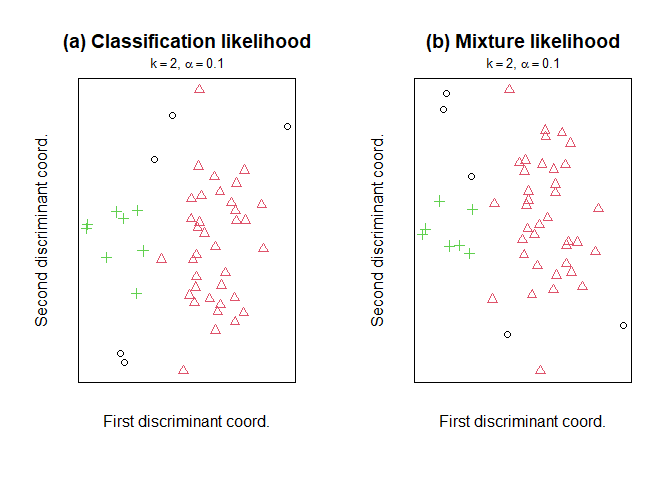 (a) Classification likelihood
k = 2, α = 0.1
Second discriminant coord.
First discriminant coord.
(b) Mixture likelihood
k = 2, α = 0.1
Second discriminant coord.
First discriminant coord.